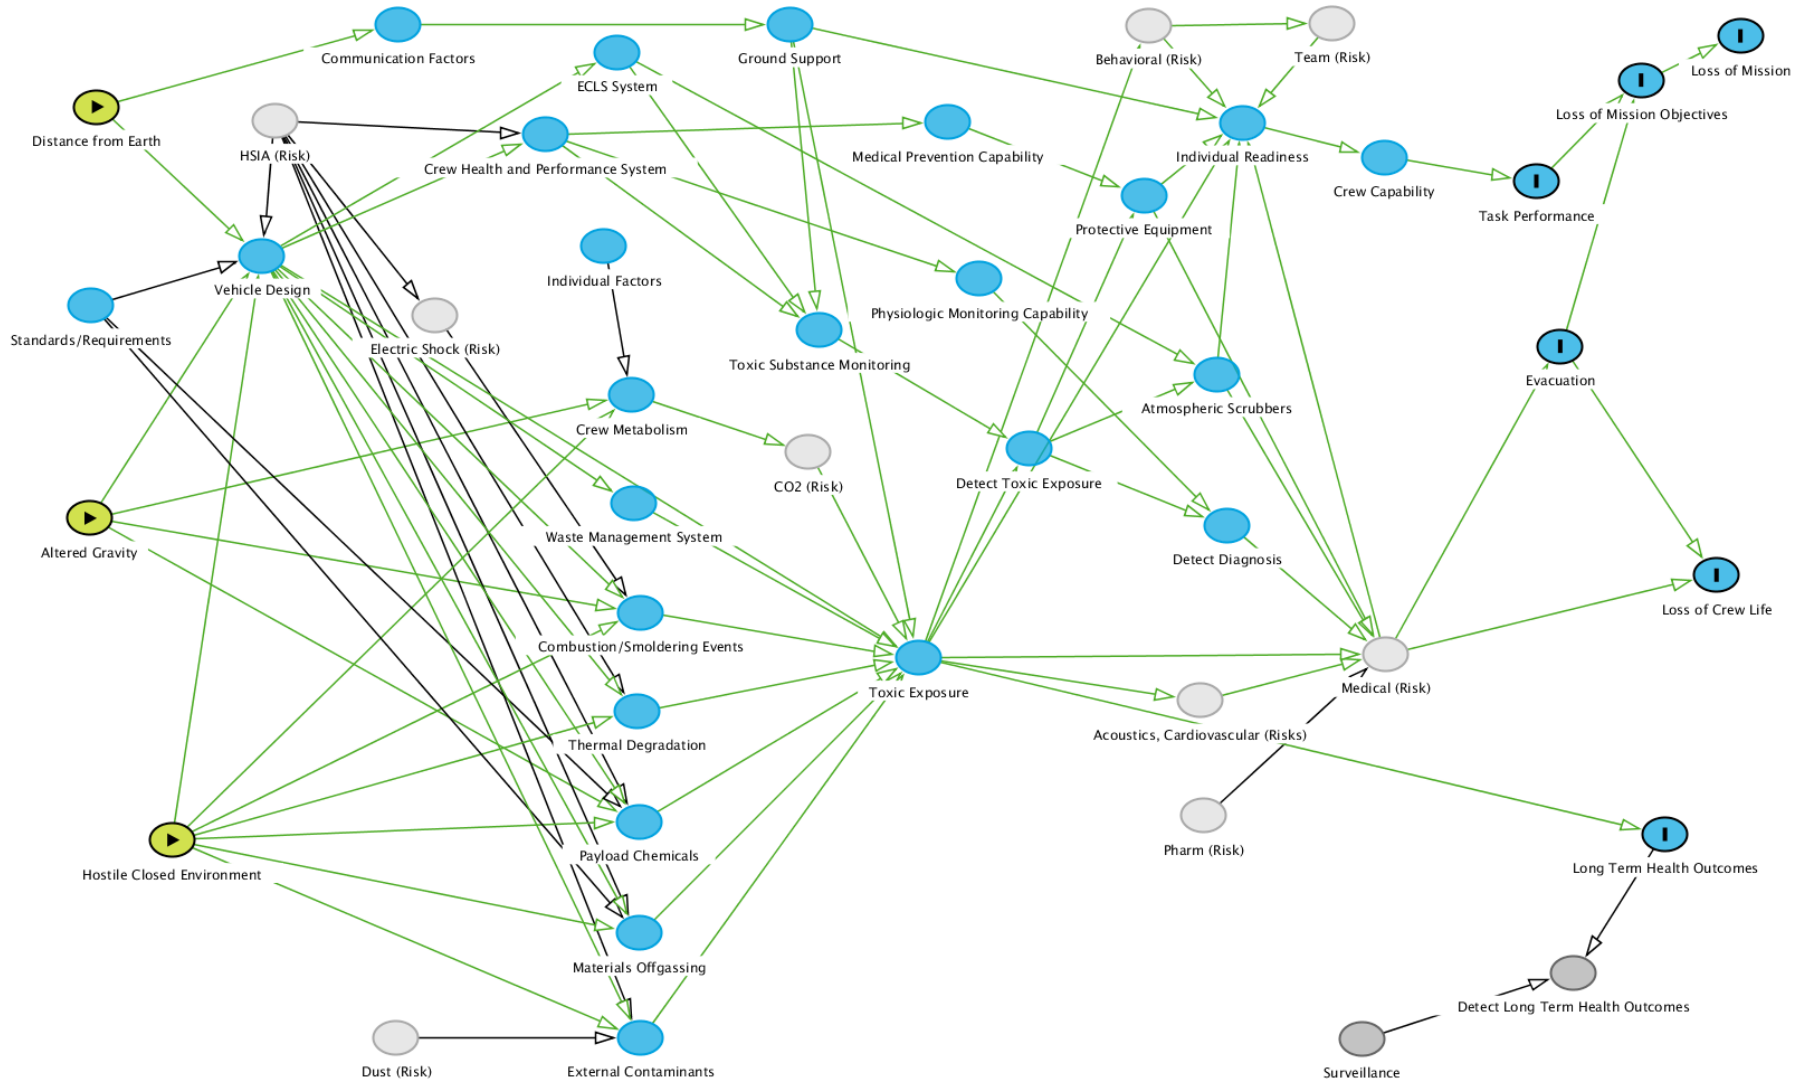 Communication Factors
Ground Support
Behavioral (Risk)
Team (Risk)
Loss of Mission
ECLS System
Loss of Mission Objectives
Distance from Earth
HSIA (Risk)
Crew Health and Performance System
Medical Prevention Capability
Individual Readiness
Crew Capability
Task Performance
Protective Equipment
Vehicle Design
Individual Factors
Physiologic Monitoring Capability
Standards/Requirements
Electric Shock (Risk)
Toxic Substance Monitoring
Evacuation
Atmospheric Scrubbers
Crew Metabolism
CO2 (Risk)
Detect Toxic Exposure
Waste Management System
Altered Gravity
Detect Diagnosis
Loss of Crew Life
Combustion/Smoldering Events
Toxic Exposure
Medical (Risk)
Acoustics, Cardiovascular (Risks)
Thermal Degradation
Payload Chemicals
Pharm (Risk)
Hostile Closed Environment
Long Term Health Outcomes
Materials Offgassing
Detect Long Term Health Outcomes
Dust (Risk)
External Contaminants
Surveillance